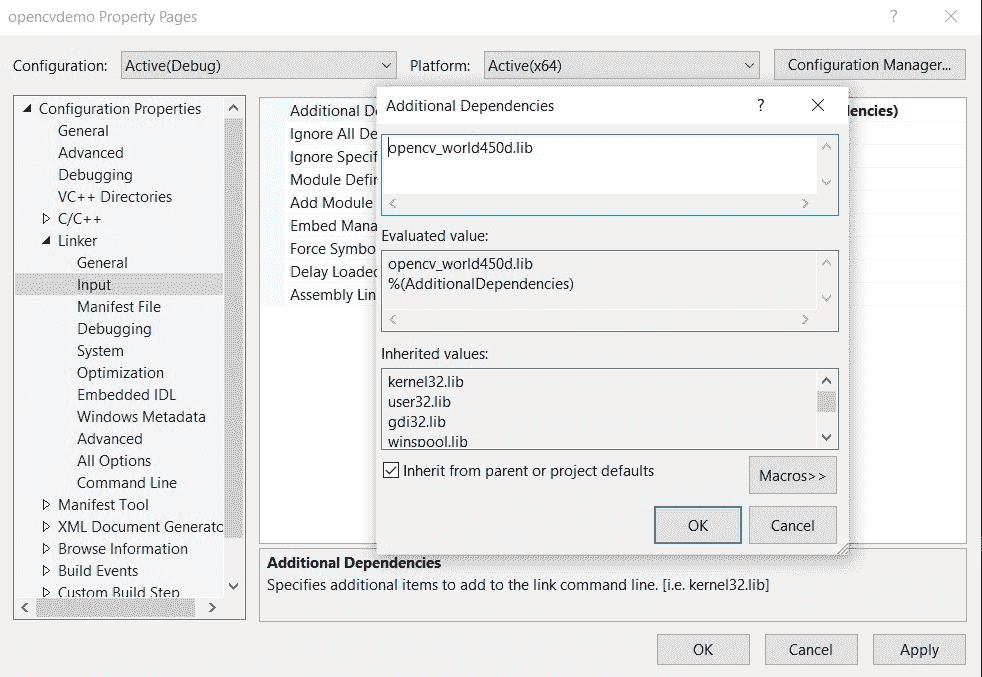 opencvdemo Property Pages
?
Configuration: Active(Debug) Platform: Active(x64) Configuration Manager...
Configuration Properties
General
Advanced
Debugging
VC++ Directories
C/C++
Linker
General
Input
Manifest File
Debugging
System
Optimization
Embedded IDL
Windows Metadata
Advanced
All Options
Command Line
Manifest Tool
XML Document Generato
Browse Information
Build Events
Custom Build Step
Additional De
Ignore All De
Ignore Specif
Module Defin
Add Module
Embed Mana
Force Symbo
Delay Loaded
Assembly Lin
dencies)
Additional Dependencies
?
opencv_world450d.lib
Evaluated value:
opencv_world450d.lib
%(AdditionalDependencies)
Inherited values:
kernel32.lib
user32.lib
gdi32.lib
winspool.lib
Inherit from parent or project defaults
Macros>>
OK Cancel
Additional Dependencies
Specifies additional items to add to the link command line. [i.e. kernel32.lib]
OK Cancel Apply